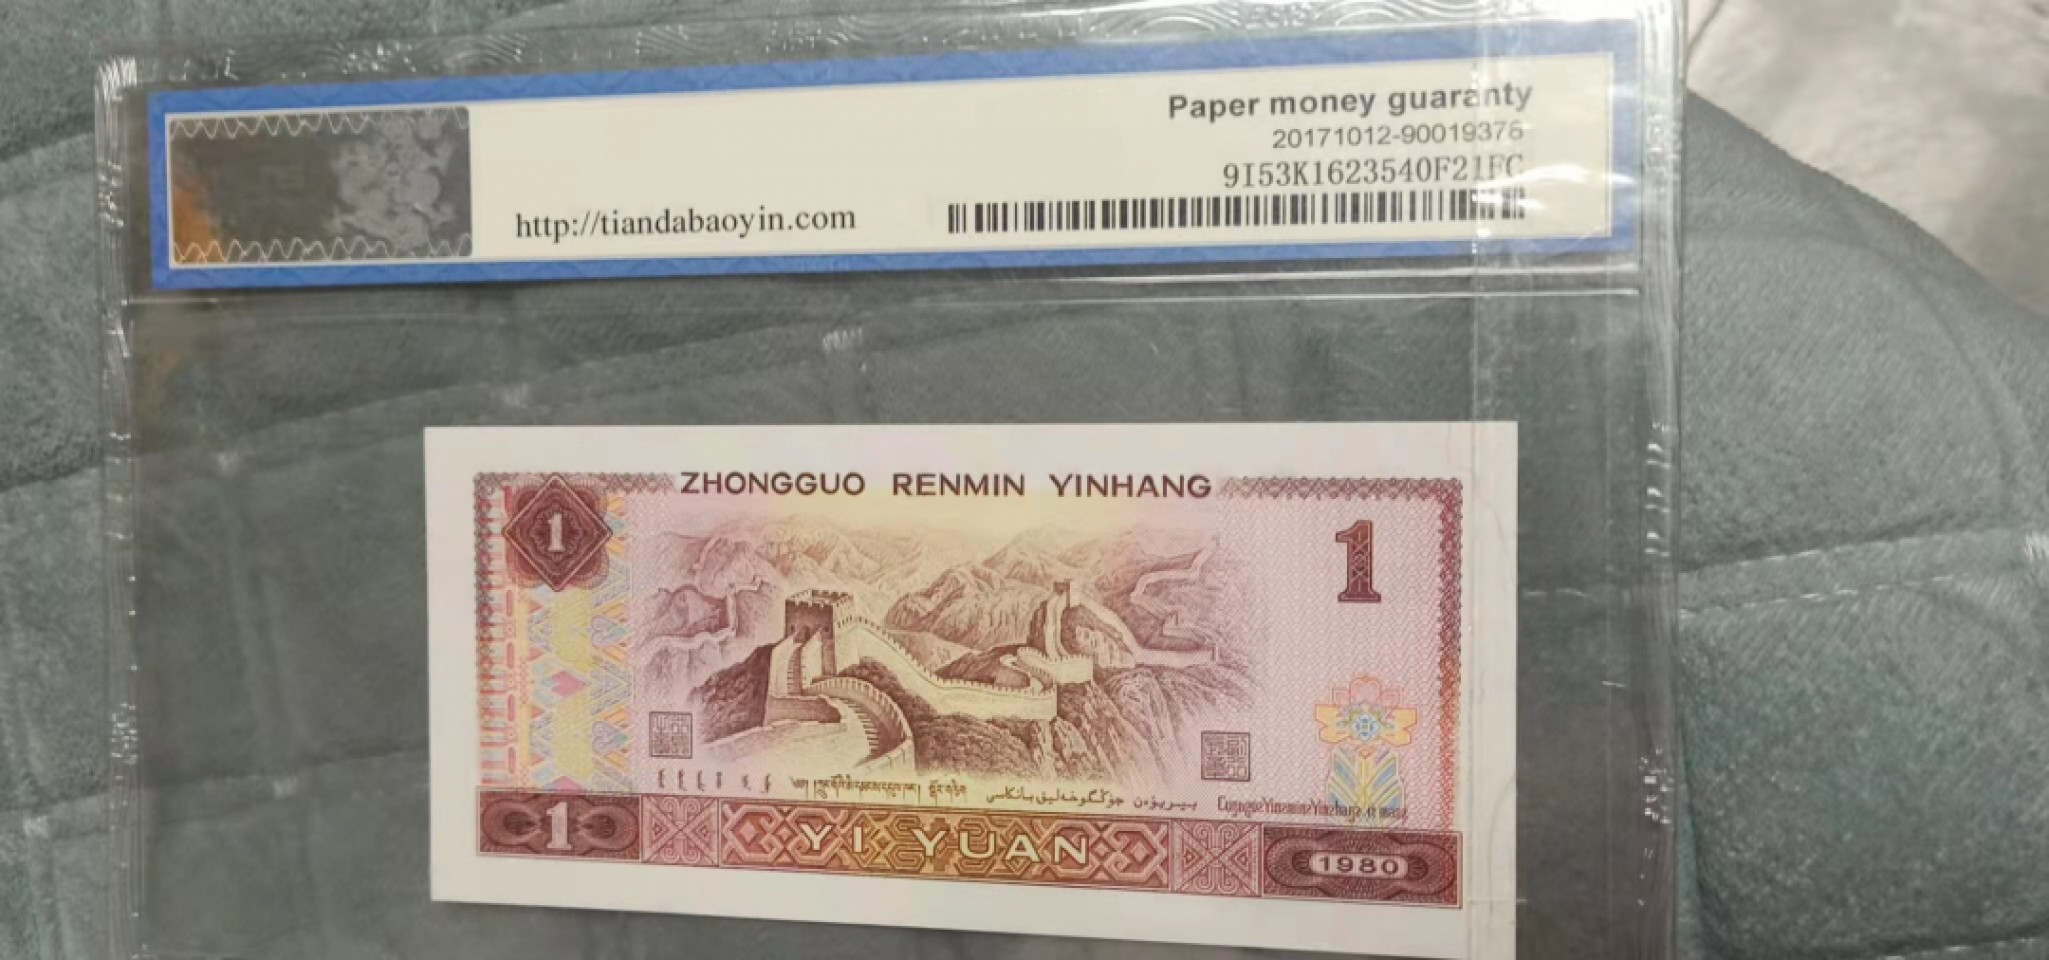 Paper money guaranty
20171012-90019376
9I53K1623540F21FC
http://tiandabaoyin.com
ZHONGGUO RENMIN YINHANG
1
1
1
YI YUAN
1980